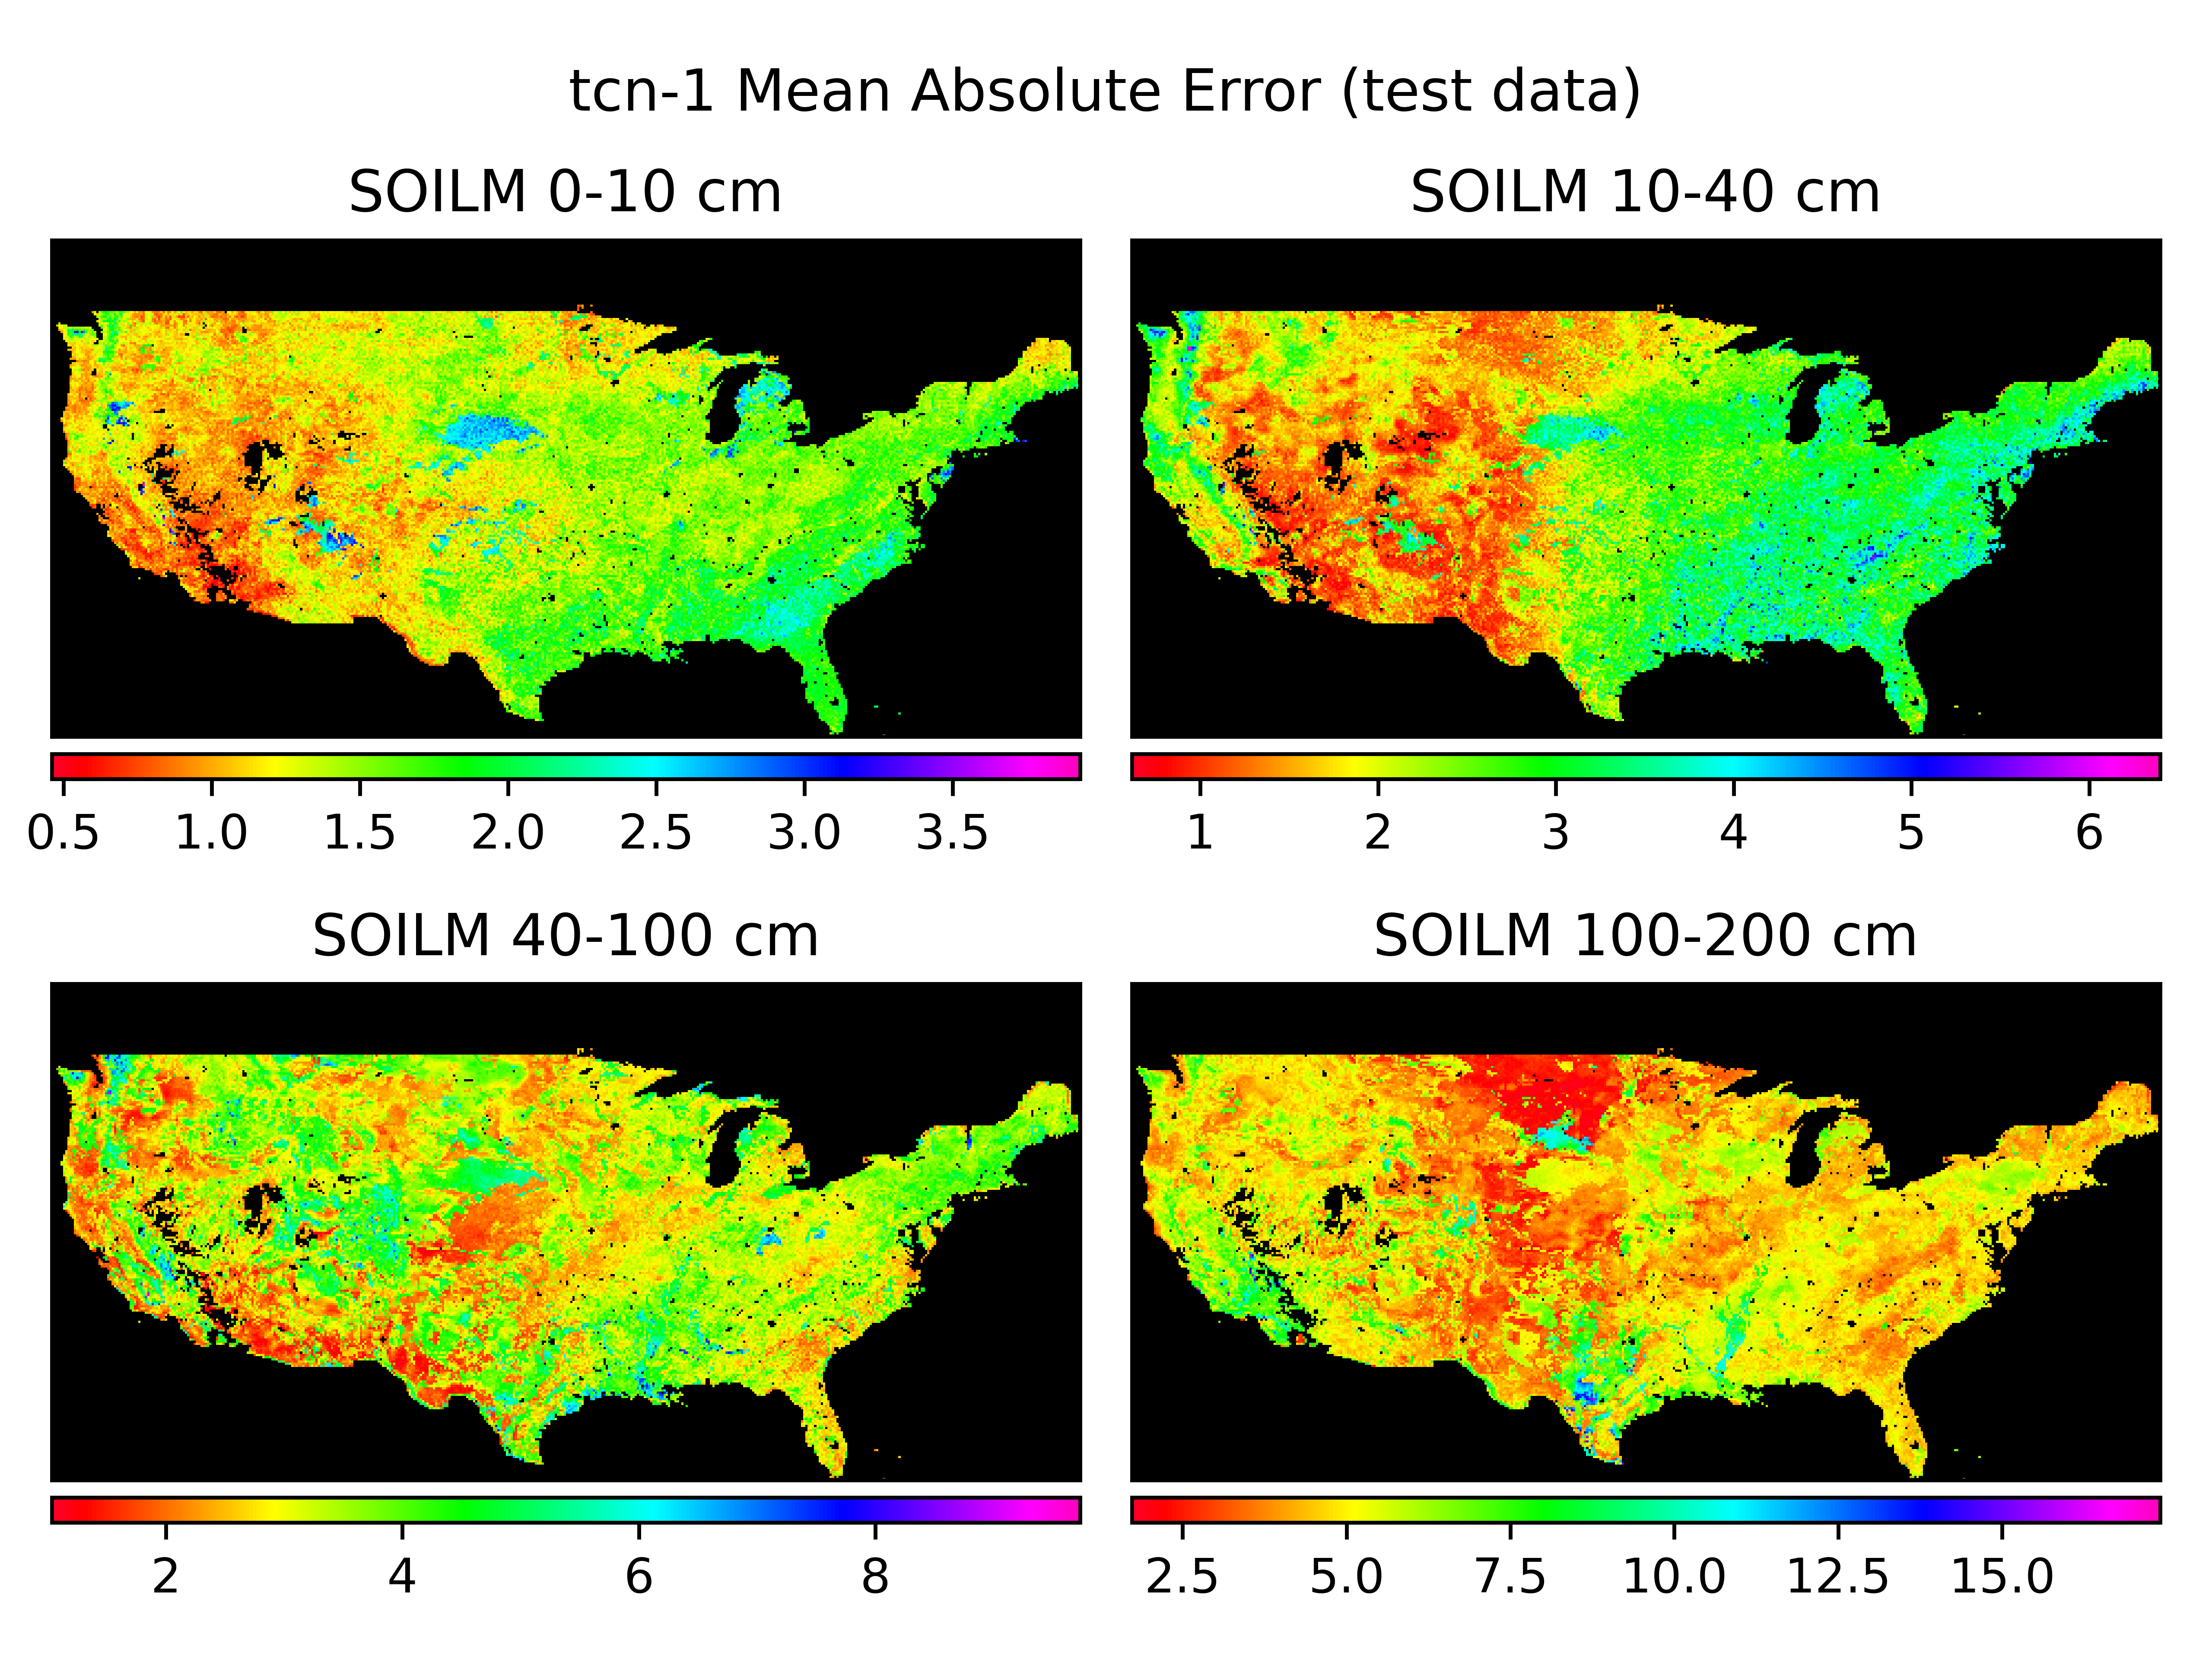 tcn-1 Mean Absolute Error (test data)
SOILM 0-10 cm
SOILM 10-40 cm
0.5 1.0 1.5 2.0 2.5 3.0 3.5
1 2 3 4 5 6
SOILM 40-100 cm
SOILM 100-200 cm
2 4 6 8
2.5 5.0 7.5 10.0 12.5 15.0